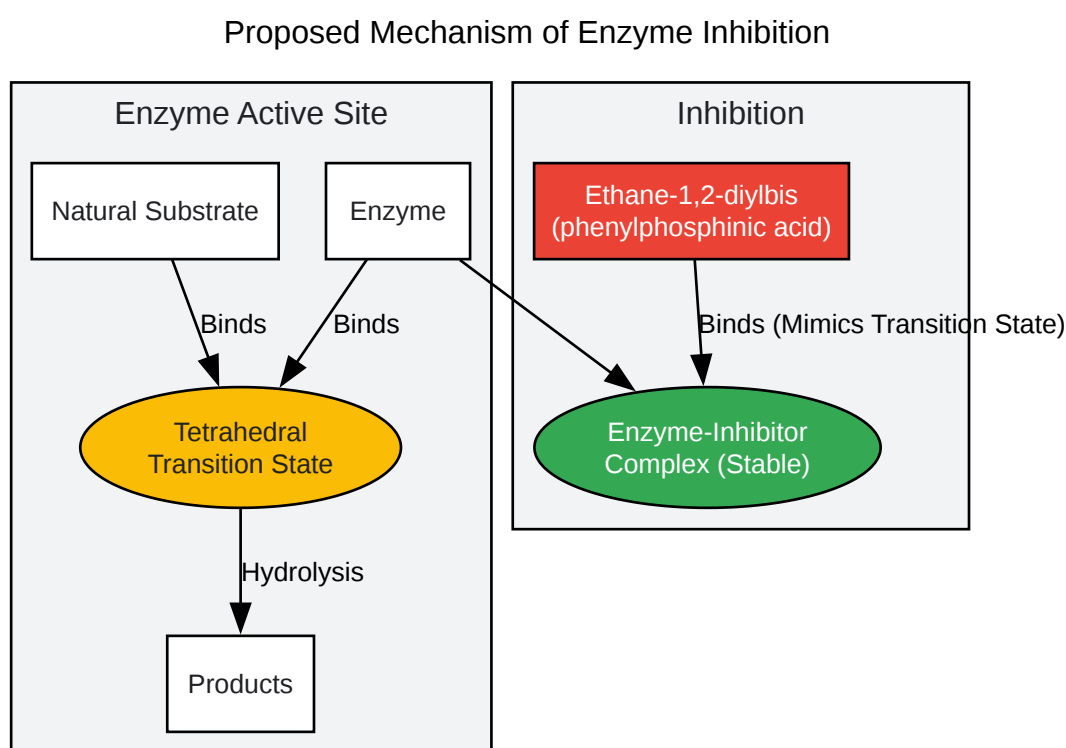 Proposed Mechanism of Enzyme Inhibition
Enzyme Active Site
Inhibition
Natural Substrate
Enzyme
Ethane-1,2-diylbis
(phenylphosphinic acid)
Binds
Binds
Binds (Mimics Transition State)
Tetrahedral
Transition State
Enzyme-Inhibitor
Complex (Stable)
Hydrolysis
Products